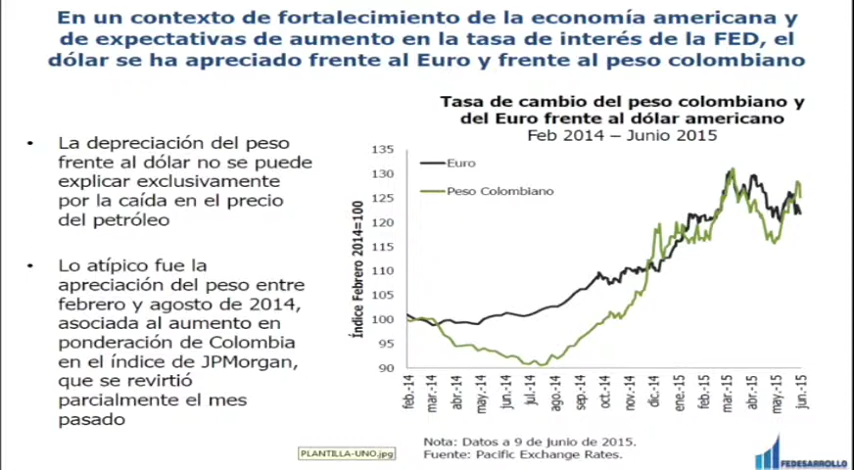 En un contexto de fortalecimiento de la economía americana y
de expectativas de aumento en la tasa de interés de la FED, el
dólar se ha apreciado frente al Euro y frente al peso colombiano
• La depreciación del peso
frente al dólar no se puede
explicar exclusivamente
por la caída en el precio
del petróleo
• Lo atípico fue la
apreciación del peso entre
febrero y agosto de 2014,
asociada al aumento en
ponderación de Colombia
en el índice de JPMorgan,
que se revirtió
parcialmente el mes
pasado
Tasa de cambio del peso colombiano y
del Euro frente al dólar americano
Feb 2014 – Junio 2015
Índice Febrero 2014=100
135
130
125
120
115
110
105
100
95
90
Euro
Peso Colombiano
feb.-14
mar.-14
abr.-14
may.-14
jun.-14
jul.-14
ago.-14
sep.-14
oct.-14
nov.-14
dic.-14
ene.-15
feb.-15
mar.-15
abr.-15
may.-15
jun.-15
Nota: Datos a 9 de Junio de 2015.
Fuente: Pacific Exchange Rates.
PLANTILLA-UNO.jpg
FEDESARROLLO